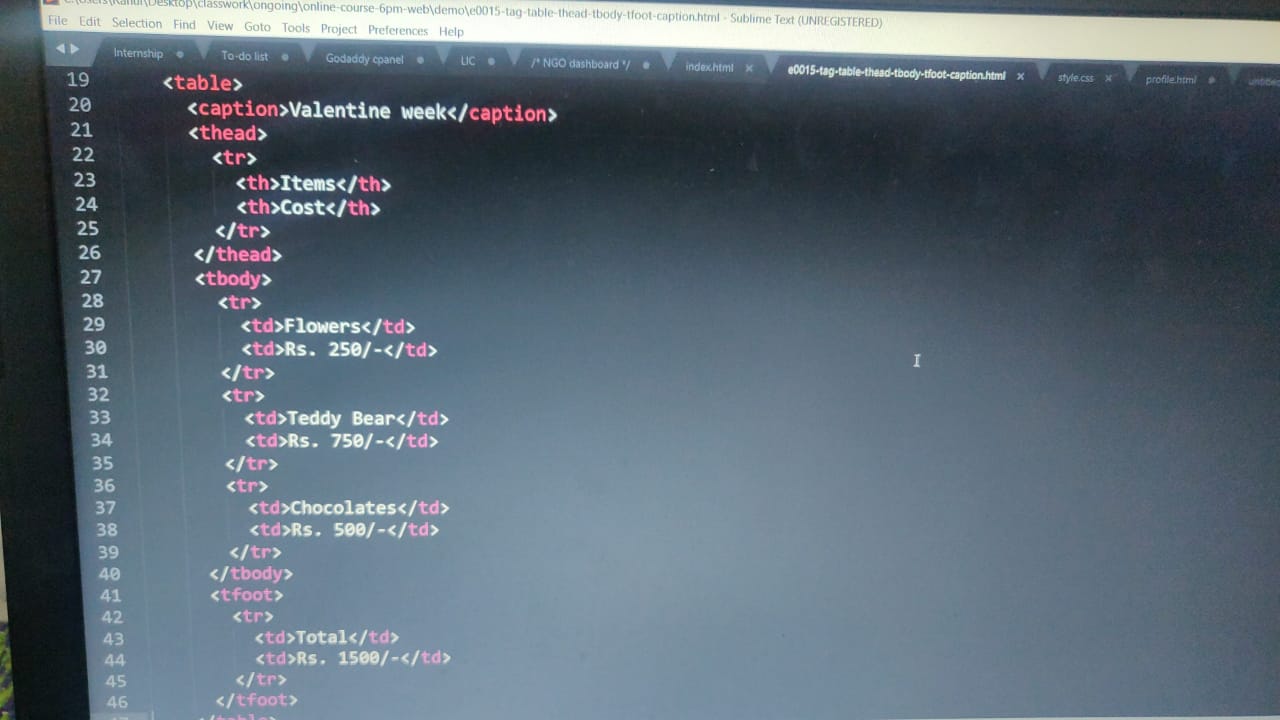 \Desktop\classwork\ongoing\online-course-6pm-web\demo\e0015-tag-table-thead-tbody-tfoot-caption.html - Sublime Text (UNREGISTERED)
File Edit Selection Find View Goto Tools Project Preferences Help
Internship To-do list Godaddy cpanel LIC /* NGO dashboard */ index.html e0015-tag-table-thead-tbody-tfoot-caption.html style.css profile.html
19 <table>
20 <caption>Valentine week</caption>
21 <thead>
22 <tr>
23 <th>Items</th>
24 <th>Cost</th>
25 </tr>
26 </thead>
27 <tbody>
28 <tr>
29 <td>Flowers</td>
30 <td>Rs. 250/-</td>
31 </tr>
32 <tr>
33 <td>Teddy Bear</td>
34 <td>Rs. 750/-</td>
35 </tr>
36 <tr>
37 <td>Chocolates</td>
38 <td>Rs. 500/-</td>
39 </tr>
40 </tbody>
41 <tfoot>
42 <tr>
43 <td>Total</td>
44 <td>Rs. 1500/-</td>
45 </tr>
46 </tfoot>